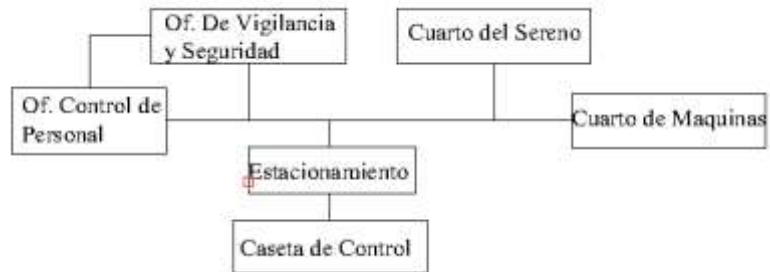 Of. De Vigilancia
y Seguridad
Cuarto del Sereno
Of. Control de
Personal
Cuarto de Maquinas
Estacionamiento
Caseta de Control